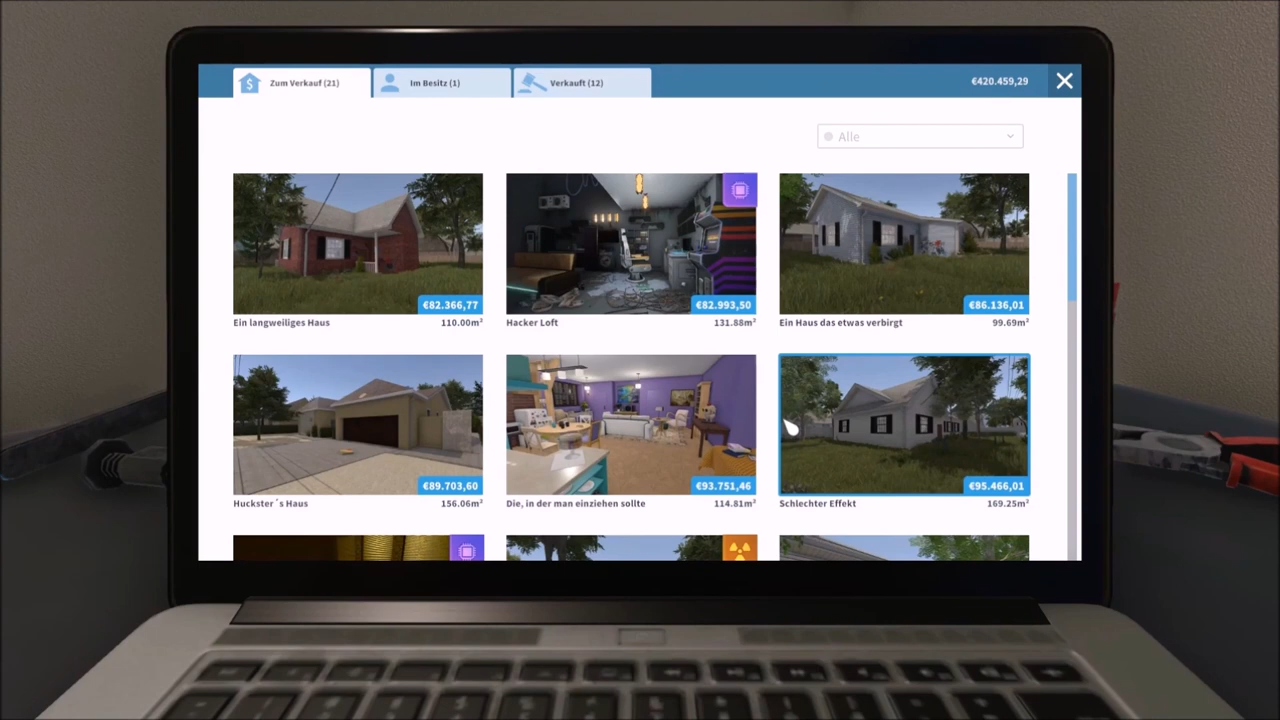 Zum Verkauf (21)
Im Besitz (1)
Verkauft (12)
€420.459,29
Alle
€82.366,77
€82.993,50
€86.136,01
Ein langweiliges Haus 110.00m²
Hacker Loft 131.88m²
Ein Haus das etwas verbirgt 99.69m²
€89.703,60
€93.751,46
€95.466,01
Huckster´s Haus 156.06m²
Die, in der man einziehen sollte 114.81m²
Schlechter Effekt 169.25m²